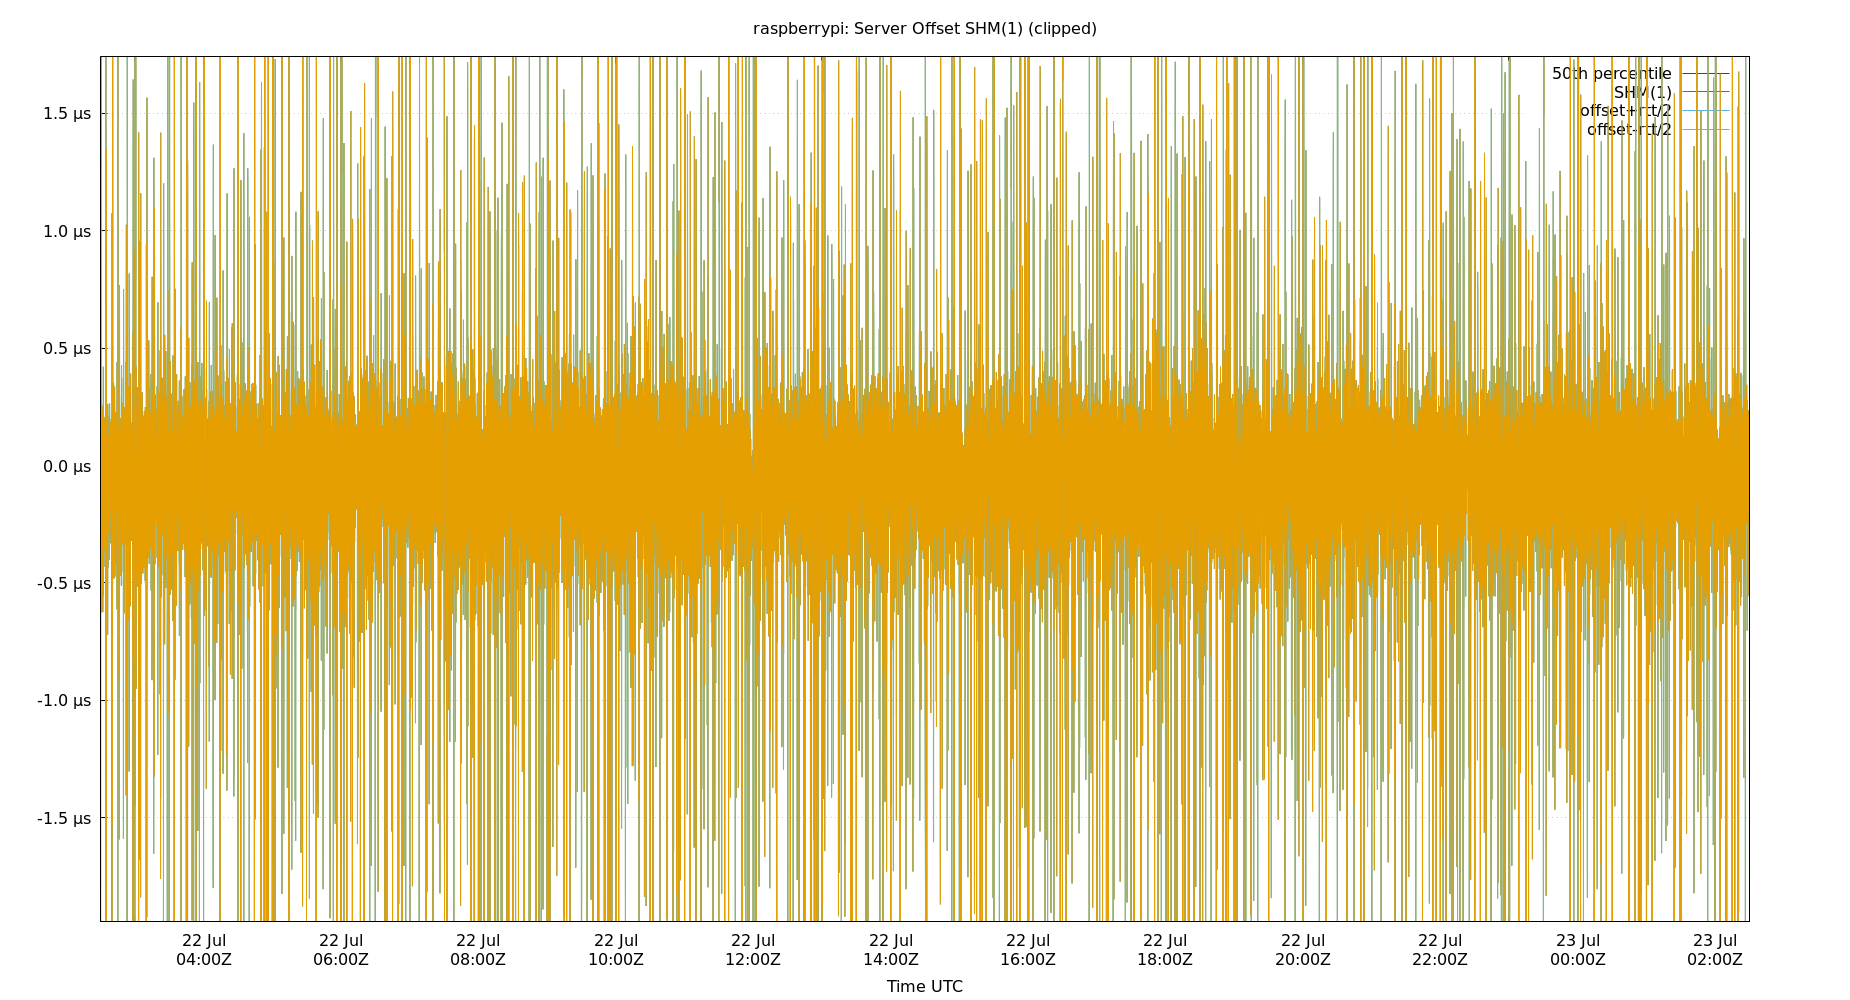 raspberrypi: Server Offset SHM(1) (clipped)
50th percentile
SHM(1)
offset+rtt/2
offset-rtt/2
1.5 µs
1.0 µs
0.5 µs
0.0 µs
-0.5 µs
-1.0 µs
-1.5 µs
22 Jul 22 Jul 22 Jul 22 Jul 22 Jul 22 Jul 22 Jul 22 Jul 22 Jul 22 Jul 23 Jul 23 Jul
04:00Z 06:00Z 08:00Z 10:00Z 12:00Z 14:00Z 16:00Z 18:00Z 20:00Z 22:00Z 00:00Z 02:00Z
Time UTC